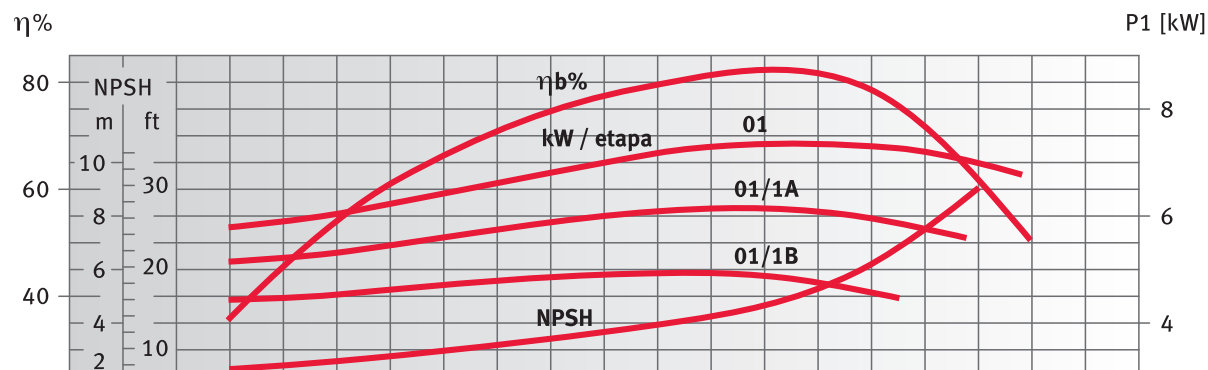 η% P1 [kW]
80 NPSH ηb%
8
m ft kW / etapa 01
10
60 30 01/1A
8 6
6 20 01/1B
40
4 NPSH 4
2 10